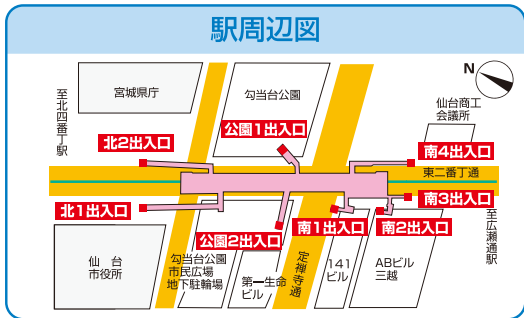 駅周辺図
N
宮城県庁
勾当台公園
仙台商工
会議所
至北四番丁駅
北2出入口
公園1出入口
南4出入口
東二番丁通
北1出入口
公園2出入口
南1出入口
南2出入口
南3出入口
至広瀬通駅
仙台
市役所
勾当台公園
市民広場
地下駐輪場
第一生命
ビル
定禅寺通
141
ビル
ABビル
三越